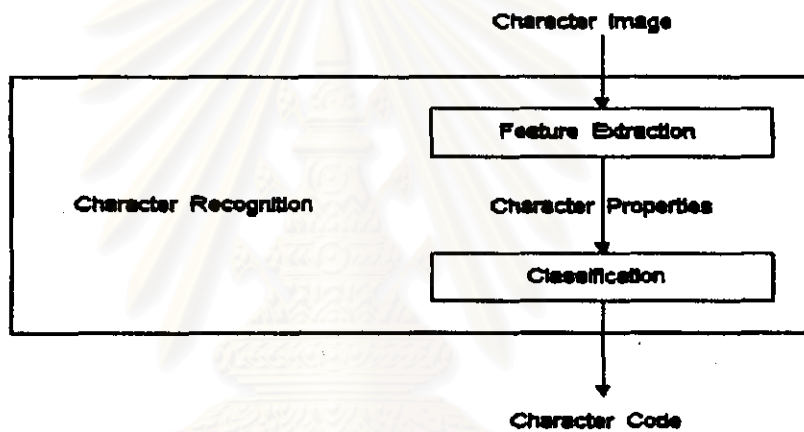 Character Image
Feature Extraction
Character Recognition
Character Properties
Classification
Character Code